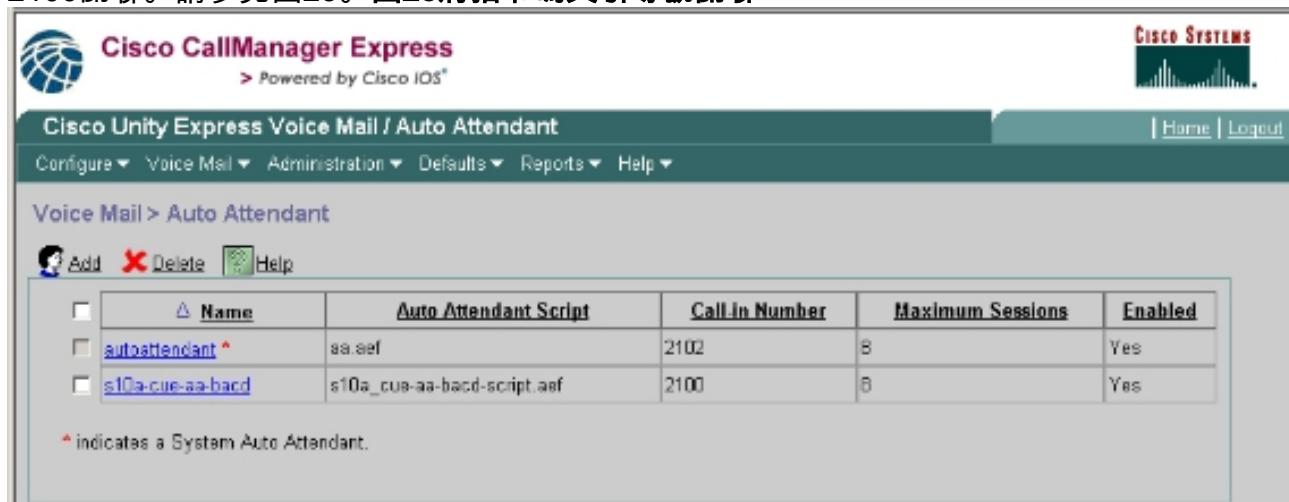 Cisco CallManager Express
> Powered by Cisco IOS®
CISCO SYSTEMS
Cisco Unity Express Voice Mail / Auto Attendant
| Home | Logout
Configure Voice Mail Administration Defaults Reports Help
Voice Mail > Auto Attendant
Add Delete Help
Name Auto Attendant Script Call-in Number Maximum Sessions Enabled
autoattendant * aa.aef 2102 8 Yes
s10a-cue-aa-bacd s10a_cue-aa-bacd-script.aef 2100 8 Yes
* indicates a System Auto Attendant.